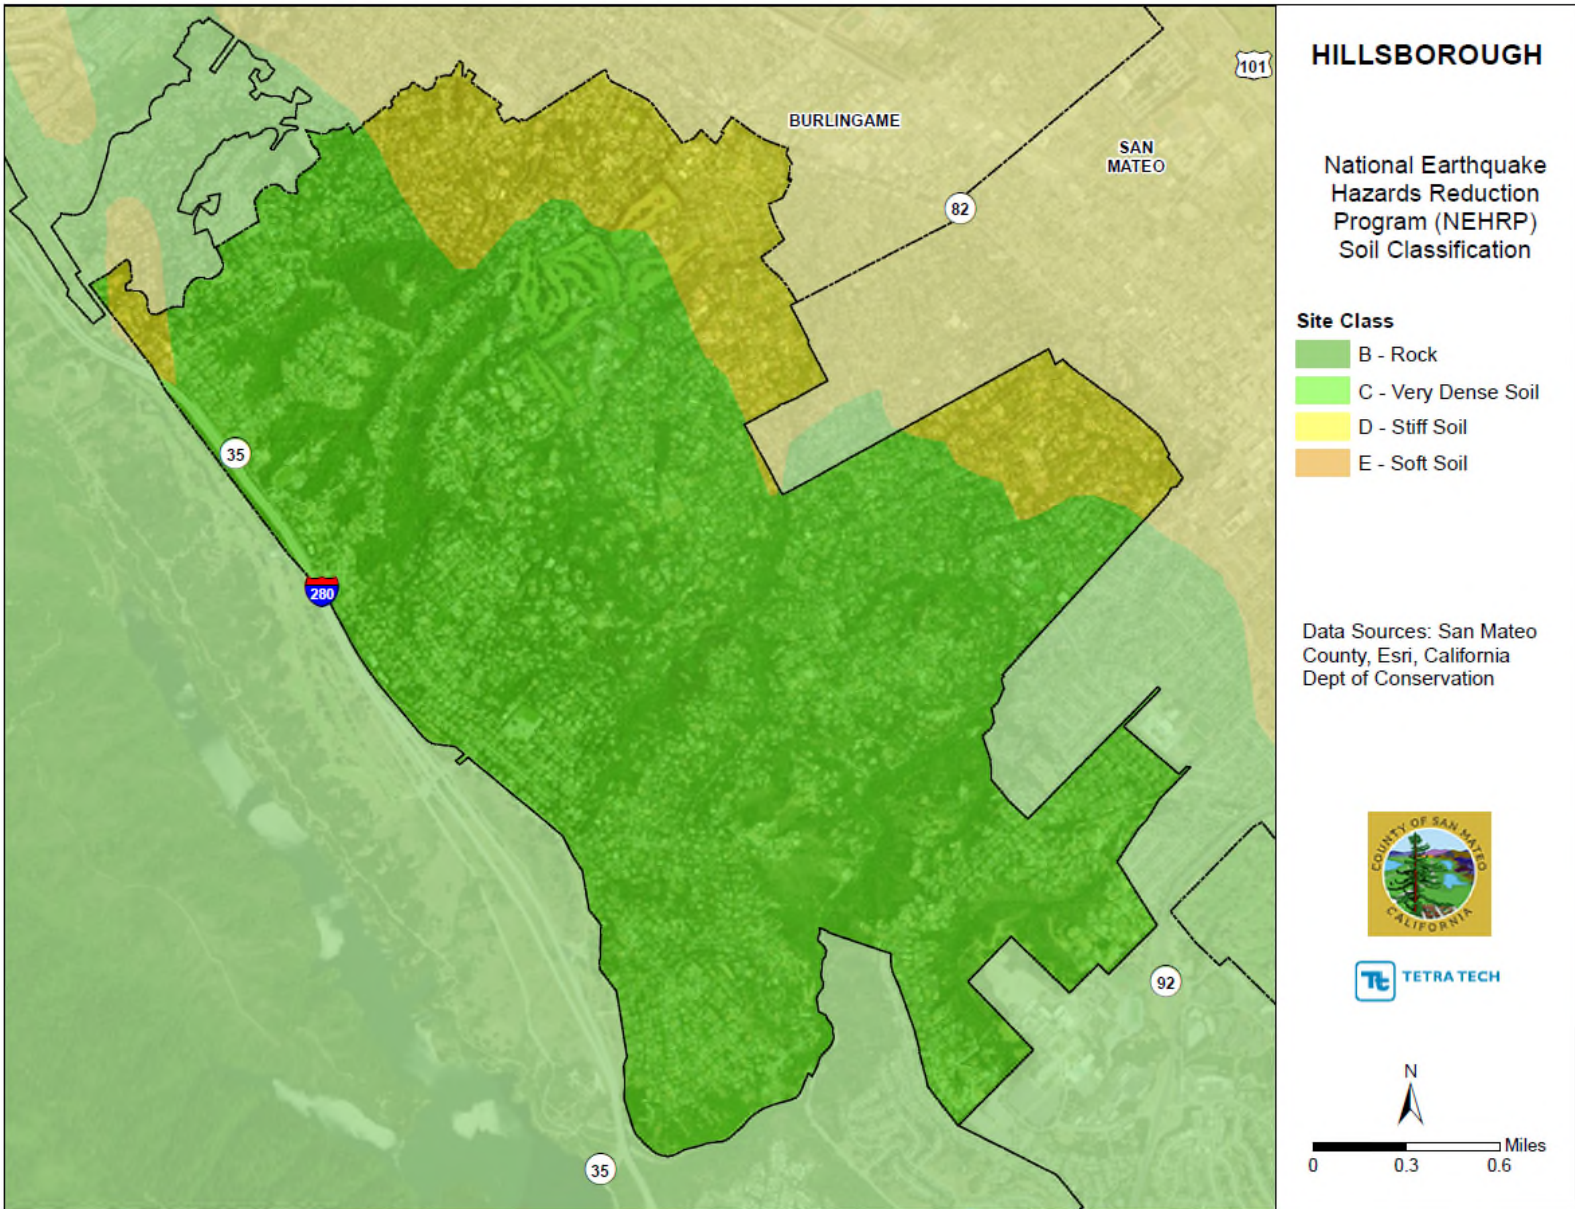 HILLSBOROUGH
National Earthquake
Hazards Reduction
Program (NEHRP)
Soil Classification
Site Class
B - Rock
C - Very Dense Soil
D - Stiff Soil
E - Soft Soil
Data Sources: San Mateo
County, Esri, California
Dept of Conservation
COUNTY OF SAN MATEO
CALIFORNIA
Tt TETRA TECH
N
Miles
0 0.3 0.6
101
BURLINGAME
SAN
MATEO
82
35
280
92
35